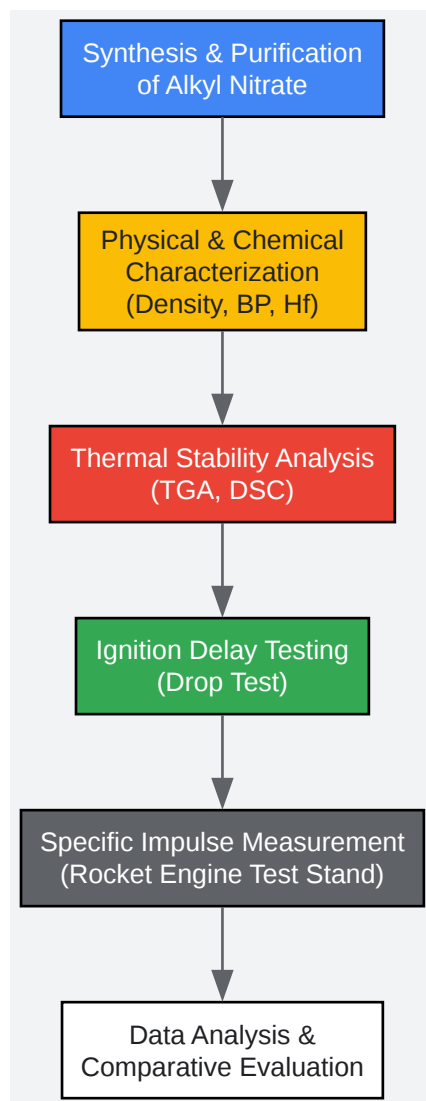 Synthesis & Purification
of Alkyl Nitrate
Physical & Chemical
Characterization
(Density, BP, Hf)
Thermal Stability Analysis
(TGA, DSC)
Ignition Delay Testing
(Drop Test)
Specific Impulse Measurement
(Rocket Engine Test Stand)
Data Analysis &
Comparative Evaluation